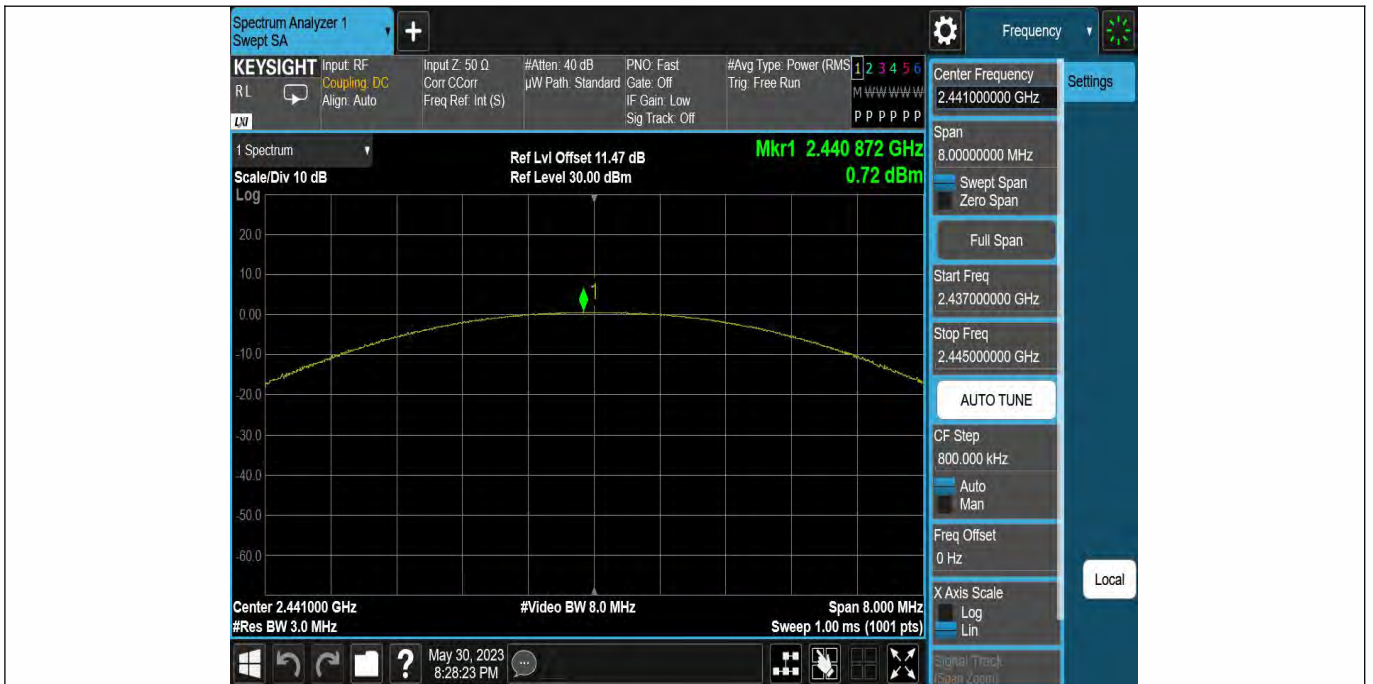 Spectrum Analyzer 1
Swept SA
+
Frequency
KEYSIGHT
R L
LXI
Input: RF
Coupling: DC
Align: Auto
Input Z: 50 Ω
Corr CCorr
Freq Ref: Int (S)
#Atten: 40 dB
µW Path: Standard
PNO: Fast
Gate: Off
IF Gain: Low
Sig Track: Off
#Avg Type: Power (RMS
Trig: Free Run
1 2 3 4 5 6
M W W W W W
P P P P P P
1 Spectrum
Scale/Div 10 dB
Log
Ref Lvl Offset 11.47 dB
Ref Level 30.00 dBm
Mkr1 2.440 872 GHz
0.72 dBm
20.0
10.0
0.00
-10.0
-20.0
-30.0
-40.0
-50.0
-60.0
1
Center 2.441000 GHz
#Res BW 3.0 MHz
#Video BW 8.0 MHz
Span 8.000 MHz
Sweep 1.00 ms (1001 pts)
Center Frequency
2.441000000 GHz
Settings
Span
8.00000000 MHz
Swept Span
Zero Span
Full Span
Start Freq
2.437000000 GHz
Stop Freq
2.445000000 GHz
AUTO TUNE
CF Step
800.000 kHz
Auto
Man
Freq Offset
0 Hz
X Axis Scale
Log
Lin
Signal Track
(Span Zoom)
Local
?
May 30, 2023
8:28:23 PM